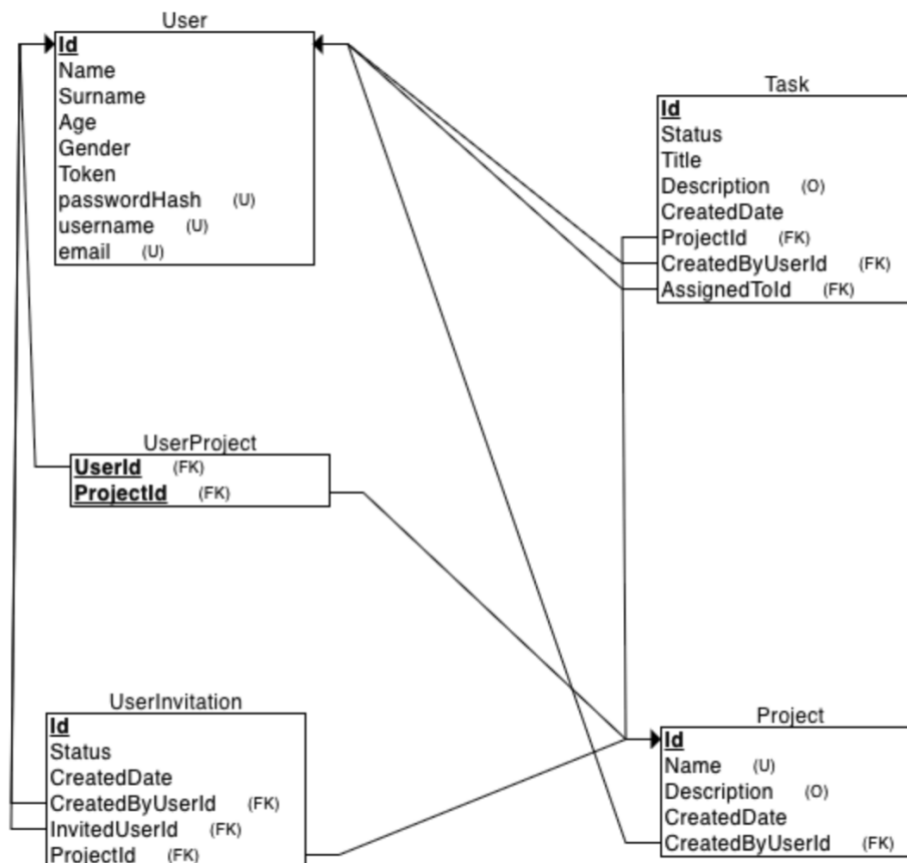 User
Id
Name
Surname
Age
Gender
Token
passwordHash (U)
username (U)
email (U)
Task
Id
Status
Title
Description (O)
CreatedDate
ProjectId (FK)
CreatedByUserId (FK)
AssignedToId (FK)
UserProject
UserId (FK)
ProjectId (FK)
UserInvitation
Id
Status
CreatedDate
CreatedByUserId (FK)
InvitedUserId (FK)
ProjectId (FK)
Project
Id
Name (U)
Description (O)
CreatedDate
CreatedByUserId (FK)